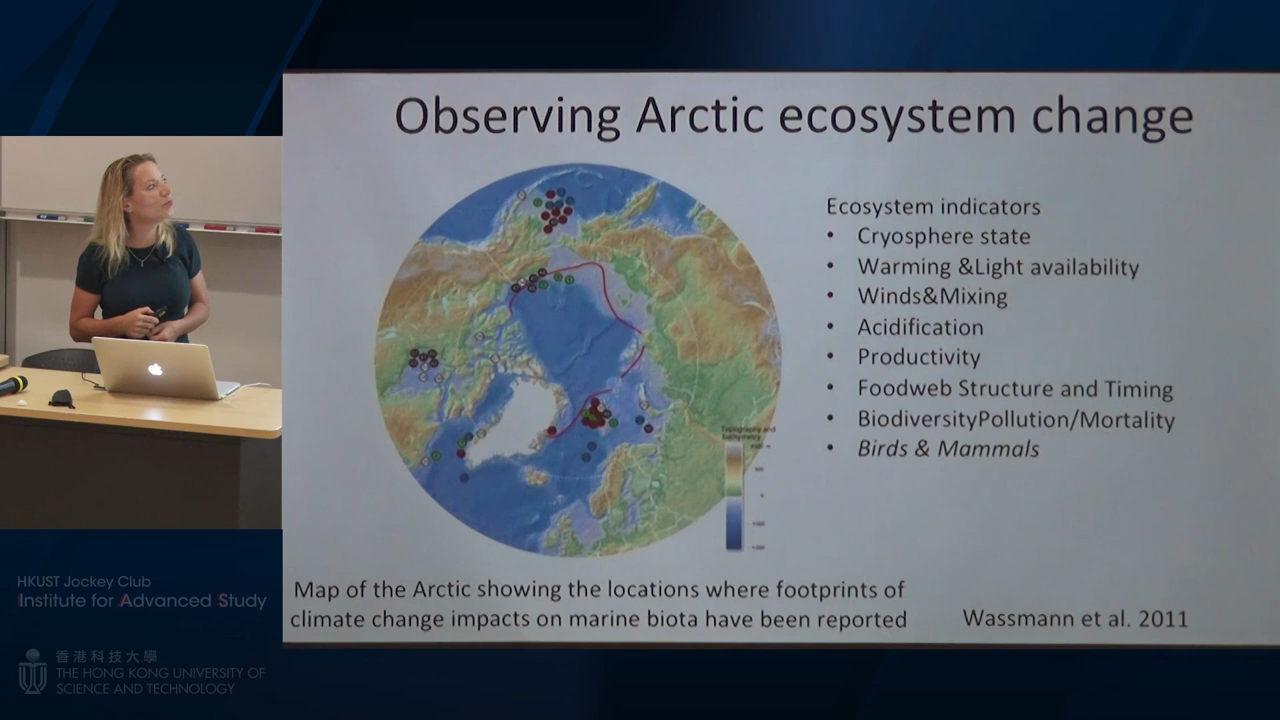 Observing Arctic ecosystem change
Ecosystem indicators
• Cryosphere state
• Warming &Light availability
• Winds&Mixing
• Acidification
• Productivity
• Foodweb Structure and Timing
• BiodiversityPollution/Mortality
• Birds & Mammals
Topography and
bathymetry
Map of the Arctic showing the locations where footprints of
climate change impacts on marine biota have been reported
Wassmann et al. 2011
HKUST Jockey Club
Institute for Advanced Study
香港科技大學
THE HONG KONG UNIVERSITY OF
SCIENCE AND TECHNOLOGY